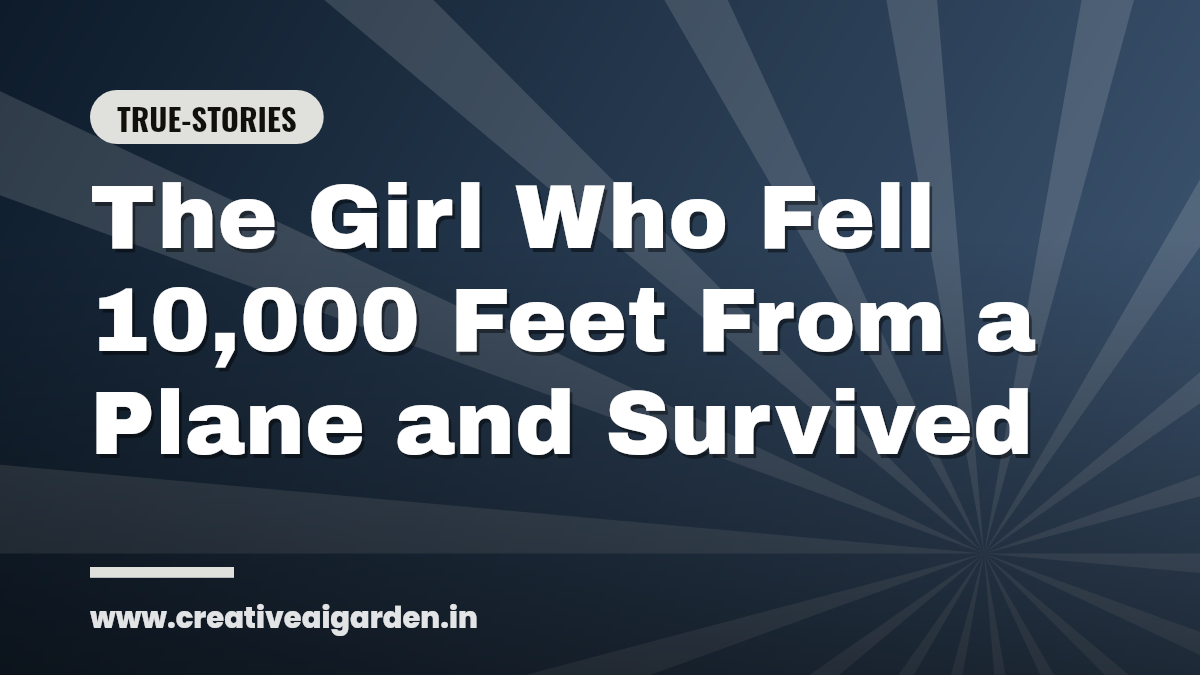 TRUE-STORIES
The Girl Who Fell
10,000 Feet From a
Plane and Survived
www.creativeaigarden.in